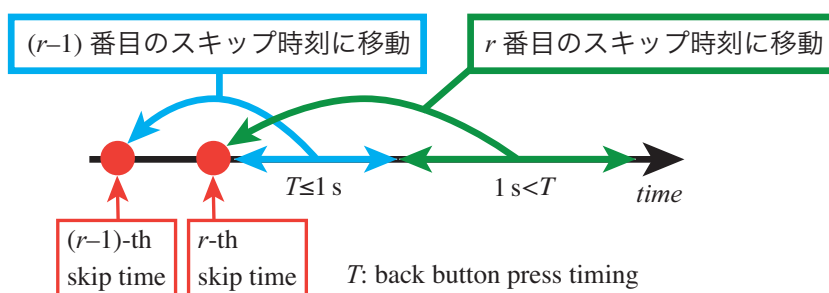 (r–1) 番目のスキップ時刻に移動
r 番目のスキップ時刻に移動
T≤1 s
1 s<T
time
(r–1)-th
skip time
r-th
skip time
T: back button press timing